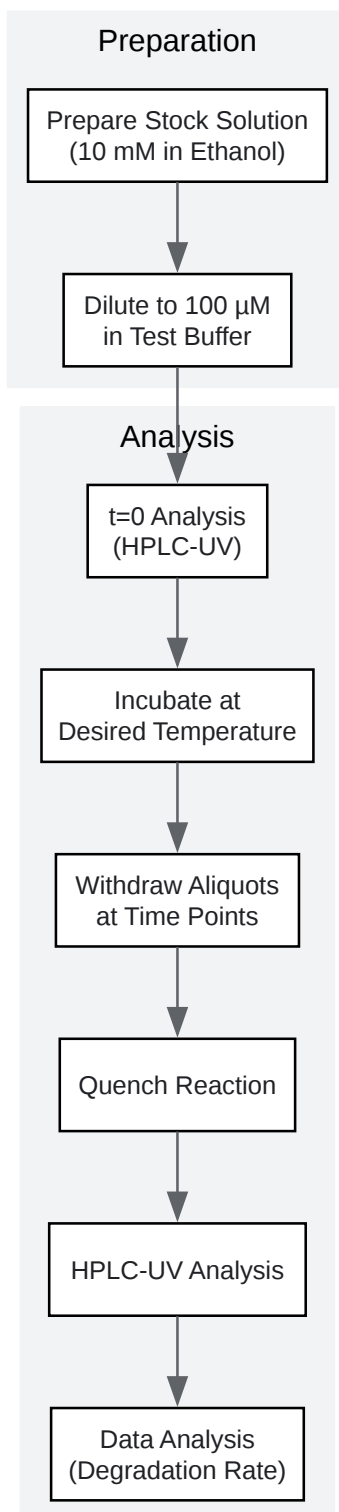 Preparation
Prepare Stock Solution
(10 mM in Ethanol)
Dilute to 100 µM
in Test Buffer
Analysis
t=0 Analysis
(HPLC-UV)
Incubate at
Desired Temperature
Withdraw Aliquots
at Time Points
Quench Reaction
HPLC-UV Analysis
Data Analysis
(Degradation Rate)